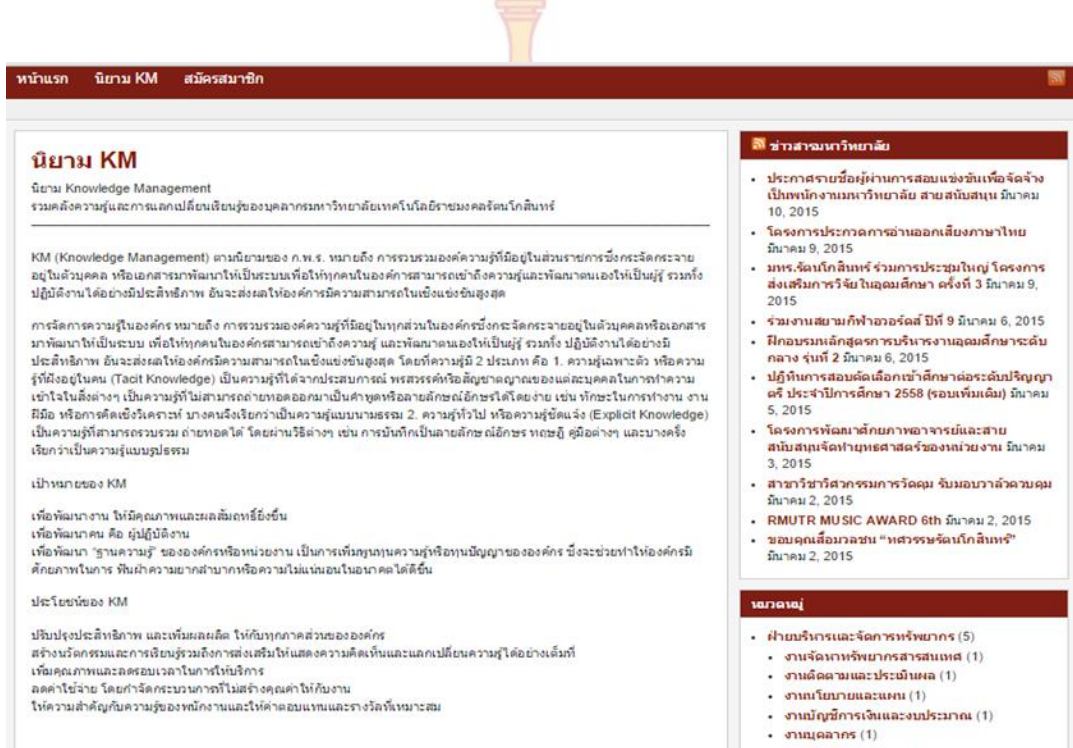 หน้าแรก นิยาม KM สมัครสมาชิก
นิยาม KM
นิยาม Knowledge Management
รวมคลังความรู้และการแลกเปลี่ยนเรียนรู้ของบุคลากรมหาวิทยาลัยเทคโนโลยีราชมงคลรัตนโกสินทร์
KM (Knowledge Management) ตามนิยามของ ก.พ.ร. หมายถึง การรวบรวมองค์ความรู้ที่มีอยู่ในส่วนราชการซึ่งกระจัดกระจาย
อยู่ในตัวบุคคล หรือเอกสารมาพัฒนาให้เป็นระบบเพื่อให้ทุกคนในองค์การสามารถเข้าถึงความรู้และพัฒนาตนเองให้เป็นผู้รู้ รวมทั้ง
ปฏิบัติงานได้อย่างมีประสิทธิภาพ อันจะส่งผลให้องค์การมีความสามารถในเชิงแข่งขันสูงสุด
การจัดการความรู้ในองค์กร หมายถึง การรวบรวมองค์ความรู้ที่มีอยู่ในทุกส่วนในองค์กรซึ่งกระจัดกระจายอยู่ในตัวบุคคลหรือเอกสาร
มาพัฒนาให้เป็นระบบ เพื่อให้ทุกคนในองค์กรสามารถเข้าถึงความรู้ และพัฒนาตนเองให้เป็นผู้รู้ รวมทั้ง ปฏิบัติงานได้อย่างมี
ประสิทธิภาพ อันจะส่งผลให้องค์กรมีความสามารถในเชิงแข่งขันสูงสุด โดยที่ความรู้มี 2 ประเภท คือ 1. ความรู้เฉพาะตัว หรือความ
รู้ที่ฝังอยู่ในคน (Tacit Knowledge) เป็นความรู้ที่ได้จากประสบการณ์ พรสวรรค์หรือสัญชาตญาณของแต่ละบุคคลในการทำความ
เข้าใจในสิ่งต่างๆ เป็นความรู้ที่ไม่สามารถถ่ายทอดออกมาเป็นคำพูดหรือลายลักษณ์อักษรได้โดยง่าย เช่น ทักษะในการทำงาน งาน
ฝีมือ หรือการคิดเชิงวิเคราะห์ บางคนจึงเรียกว่าเป็นความรู้แบบนามธรรม 2. ความรู้ทั่วไป หรือความรู้ชัดแจ้ง (Explicit Knowledge)
เป็นความรู้ที่สามารถรวบรวม ถ่ายทอดได้ โดยผ่านวิธีต่างๆ เช่น การบันทึกเป็นลายลักษณ์อักษร ทฤษฎี คู่มือต่างๆ และบางครั้ง
เรียกว่าเป็นความรู้แบบรูปธรรม
เป้าหมายของ KM
เพื่อพัฒนางาน ให้มีคุณภาพและผลสัมฤทธิ์ยิ่งขึ้น
เพื่อพัฒนาคน คือ ผู้ปฏิบัติงาน
เพื่อพัฒนา "ฐานความรู้" ขององค์กรหรือหน่วยงาน เป็นการเพิ่มพูนทุนความรู้หรือทุนปัญญาขององค์กร ซึ่งจะช่วยทำให้องค์กรมี
ศักยภาพในการ ฟันฝ่าความยากลำบากหรือความไม่แน่นอนในอนาคตได้ดีขึ้น
ประโยชน์ของ KM
ปรับปรุงประสิทธิภาพ และเพิ่มผลผลิต ให้กับทุกภาคส่วนขององค์กร
สร้างนวัตกรรมและการเรียนรู้รวมถึงการส่งเสริมให้แสดงความคิดเห็นและแลกเปลี่ยนความรู้ได้อย่างเต็มที่
เพิ่มคุณภาพและลดรอบเวลาในการให้บริการ
ลดค่าใช้จ่าย โดยกำจัดกระบวนการที่ไม่สร้างคุณค่าให้กับงาน
ให้ความสำคัญกับความรู้ของพนักงานและให้ค่าตอบแทนและรางวัลที่เหมาะสม
ข่าวสารมหาวิทยาลัย
ประกาศรายชื่อผู้ผ่านการสอบแข่งขันเพื่อจัดจ้าง
เป็นพนักงานมหาวิทยาลัย สายสนับสนุน มีนาคม
10, 2015
โครงการประกวดการอ่านออกเสียงภาษาไทย
มีนาคม 9, 2015
มทร.รัตนโกสินทร์ ร่วมการประชุมใหญ่ โครงการ
ส่งเสริมการวิจัยในอุดมศึกษา ครั้งที่ 3 มีนาคม 9,
2015
ร่วมงานสยามกีฬาอวอร์ดส์ ปีที่ 9 มีนาคม 6, 2015
ฝึกอบรมหลักสูตรการบริหารงานอุดมศึกษาระดับ
กลาง รุ่นที่ 2 มีนาคม 6, 2015
ปฏิทินการสอบคัดเลือกเข้าศึกษาต่อระดับปริญญา
ตรี ประจำปีการศึกษา 2558 (รอบเพิ่มเติม) มีนาคม
5, 2015
โครงการพัฒนาศักยภาพอาจารย์และสาย
สนับสนุนจัดทำยุทธศาสตร์ของหน่วยงาน มีนาคม
3, 2015
สาขาวิชาวิศวกรรมการวัดคุม รับมอบวาล์วควบคุม
มีนาคม 2, 2015
RMUTR MUSIC AWARD 6th มีนาคม 2, 2015
ขอบคุณสื่อมวลชน "ทศวรรษรัตนโกสินทร์"
มีนาคม 2, 2015
หมวดหมู่
ฝ่ายบริหารและจัดการทรัพยากร (5)
งานจัดหาทรัพยากรสารสนเทศ (1)
งานติดตามและประเมินผล (1)
งานนโยบายและแผน (1)
งานบัญชีการเงินและงบประมาณ (1)
งานบุคลากร (1)